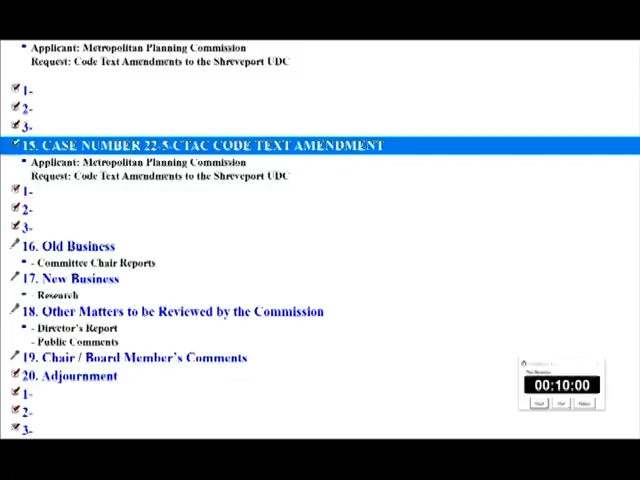 Applicant: Metropolitan Planning Commission
Request: Code Text Amendments to the Shreveport UDC
1-
2-
3-
15. CASE NUMBER 22-5-CTAC CODE TEXT AMENDMENT
Applicant: Metropolitan Planning Commission
Request: Code Text Amendments to the Shreveport UDC
1-
2-
3-
16. Old Business
- Committee Chair Reports
17. New Business
- Research
18. Other Matters to be Reviewed by the Commission
- Director's Report
- Public Comments
19. Chair / Board Member's Comments
20. Adjournment
00:10:00
1-
2-
3-